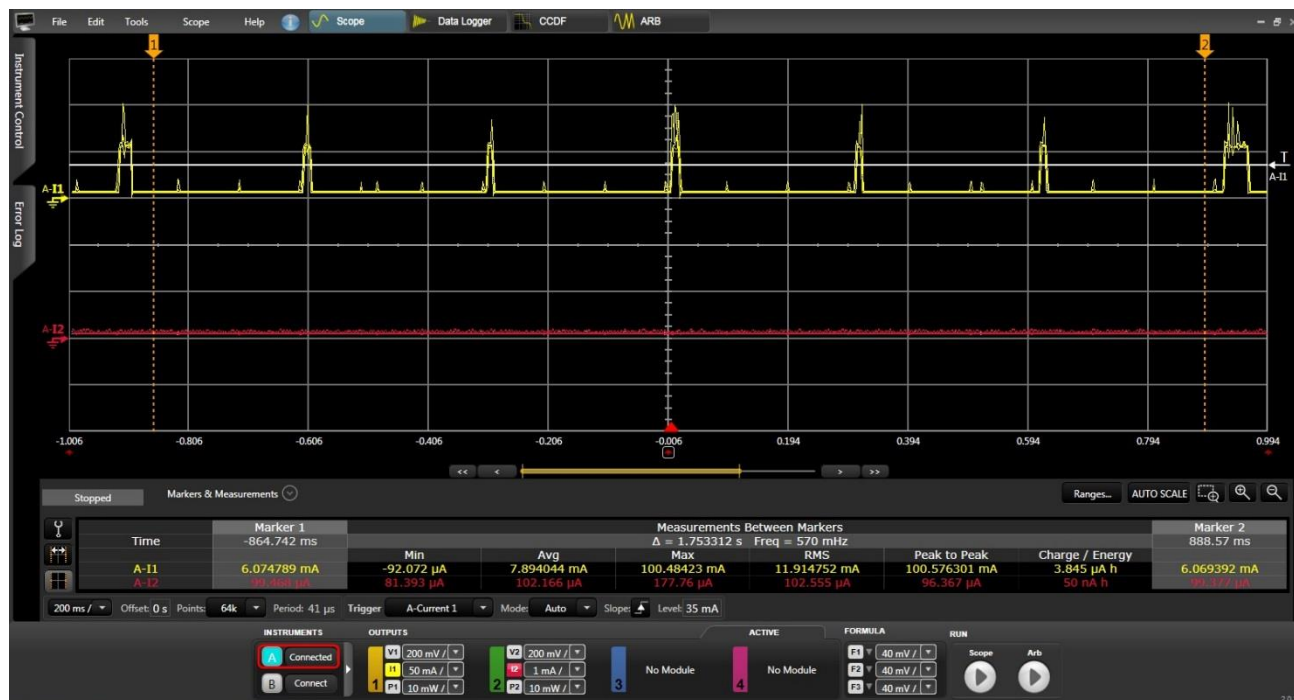 File Edit Tools Scope Help Scope Data Logger CCDF ARB
1 2
Instrument Control
Error Log
A-I1
T
A-I1
A-I2
-1.006 -0.806 -0.606 -0.406 -0.206 -0.006 0.194 0.394 0.594 0.794 0.994
<< < > >>
Stopped Markers & Measurements Ranges... AUTO SCALE
Marker 1 Measurements Between Markers Marker 2
Time -864.742 ms Δ = 1.753312 s Freq = 570 mHz 888.57 ms
Min Avg Max RMS Peak to Peak Charge / Energy
A-I1 6.074789 mA -92.072 µA 7.894044 mA 100.48423 mA 11.914752 mA 100.576301 mA 3.845 µA h 6.069392 mA
A-I2 81.393 µA 102.166 µA 177.76 µA 102.555 µA 96.367 µA 50 nA h
200 ms / Offset: 0 s Points: 64k Period: 41 µs Trigger A-Current 1 Mode: Auto Slope: Level: 35 mA
INSTRUMENTS OUTPUTS ACTIVE FORMULA RUN
A Connected V1 200 mV / V2 200 mV / F1 40 mV / Scope Arb
I1 50 mA / I2 1 mA / No Module No Module F2 40 mV /
B Connect 1 P1 10 mW / 2 P2 10 mW / 3 4 F3 40 mV /